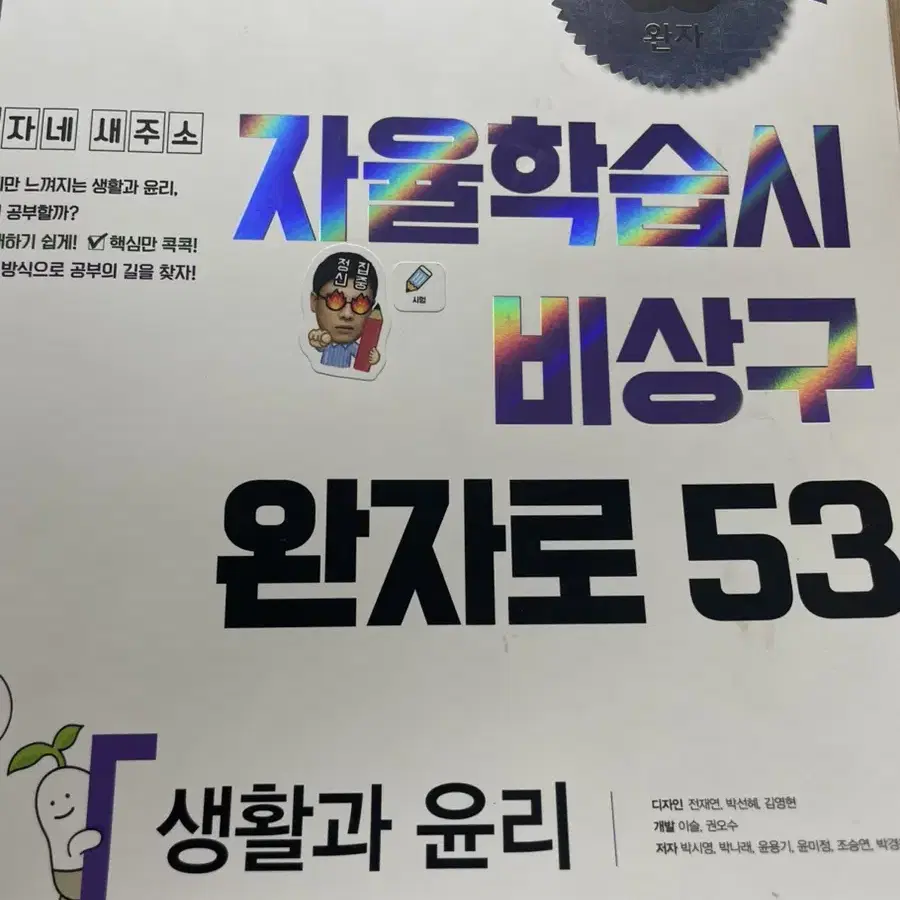 완자
자네 새주소
만 느껴지는 생활과 윤리,
공부할까?
하기 쉽게! 핵심만 콕콕!
방식으로 공부의 길을 찾자!
자율학습시
비상구
완자로 53
정신 집중
시험
생활과 윤리
디자인 전재연, 박선혜, 김영현
개발 이슬, 권오수
저자 박시영, 박나래, 윤용기, 윤미정, 조승연, 박경